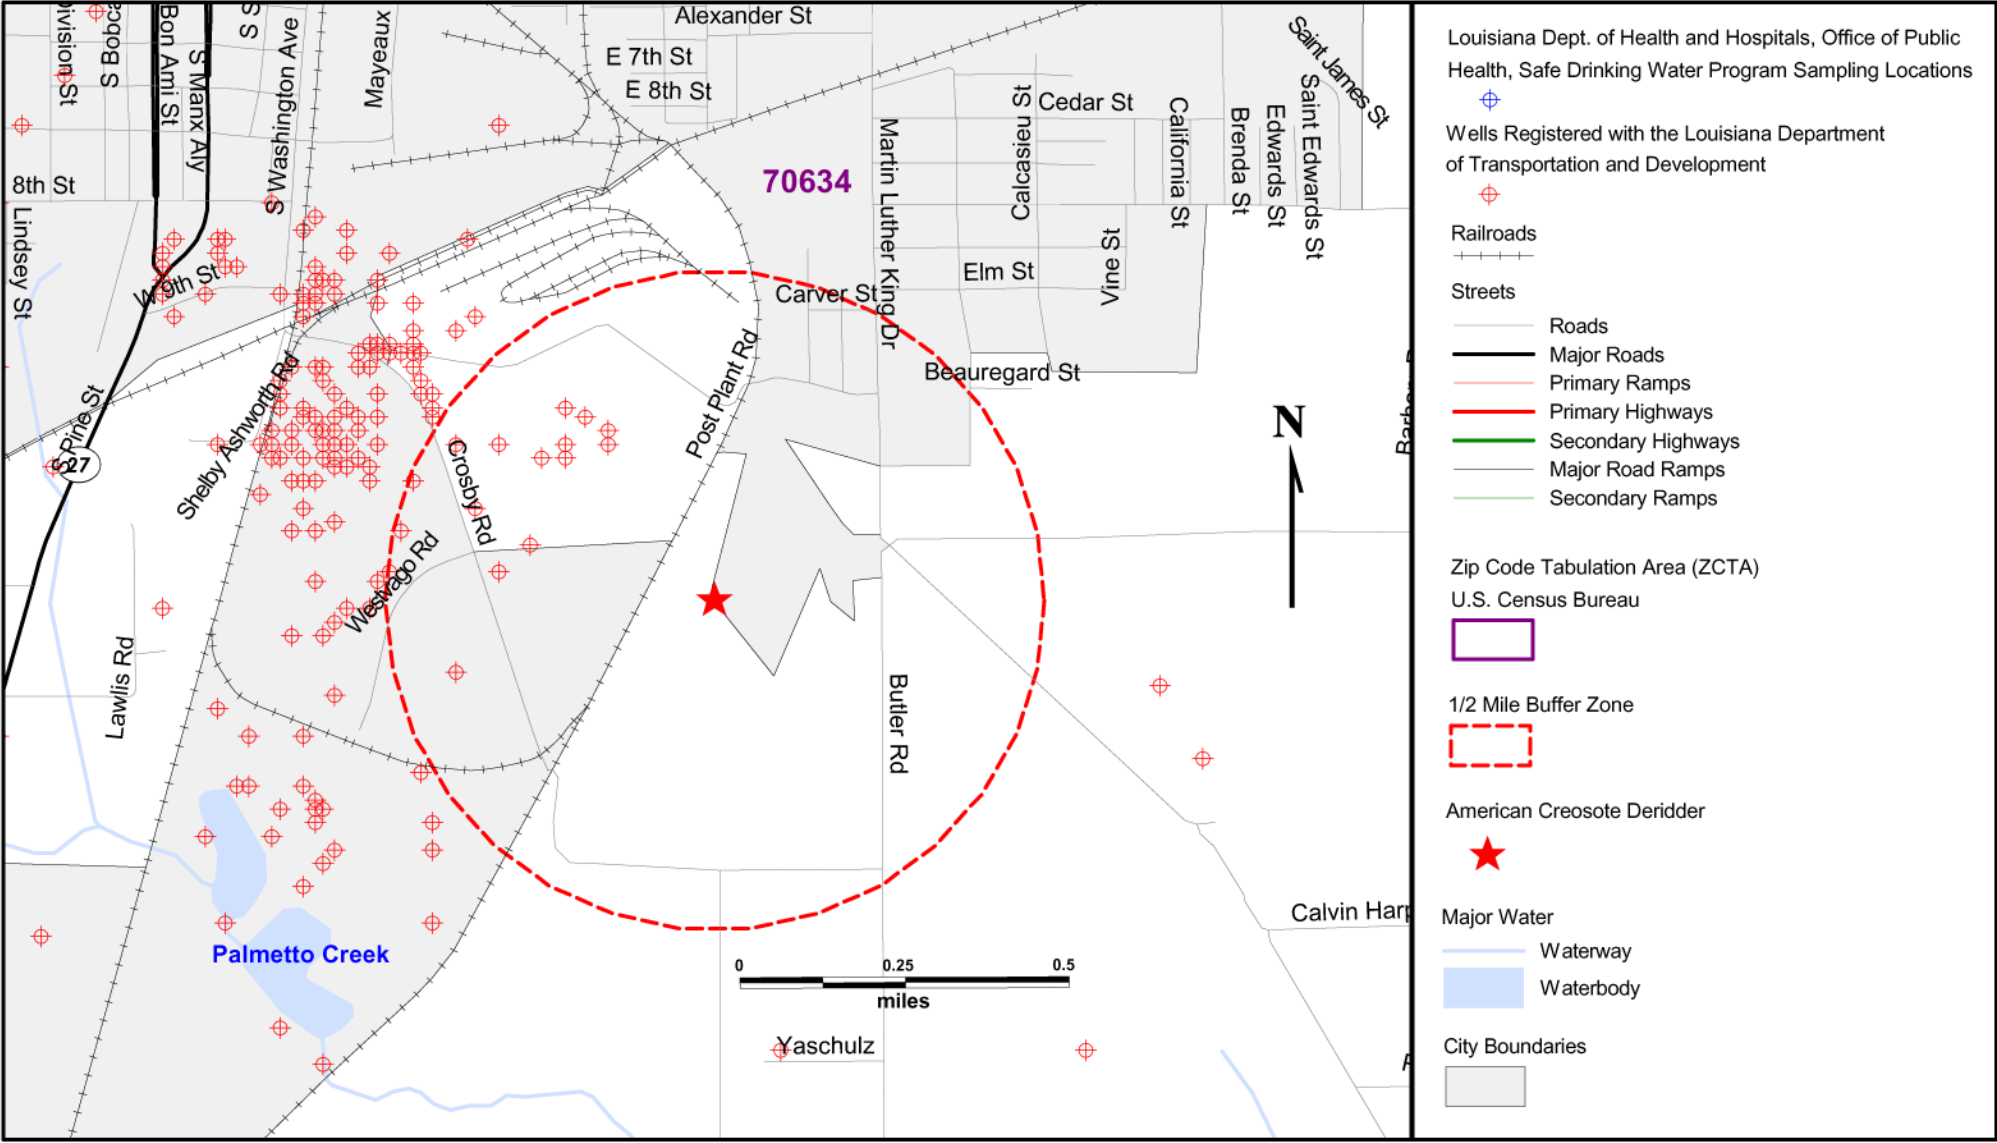 Alexander St
E 7th St
E 8th St
Division St
S Bobca
Bon Ami St
S Manx Aly
S S
S Washington Ave
Mayeaux
8th St
Lindsey St
W 9th St
S Pine St
27
Shelby Ashworth Rd
Crosby Rd
Westvago Rd
Lawlis Rd
Post Plant Rd
70634
Martin Luther King Dr
Calcasieu St
Cedar St
California St
Brenda St
Edwards St
Saint Edwards St
Saint James St
Vine St
Elm St
Carver St
Beauregard St
N
Butler Rd
Calvin Harp
Palmetto Creek
0 0.25 0.5
miles
Yaschulz
Louisiana Dept. of Health and Hospitals, Office of Public
Health, Safe Drinking Water Program Sampling Locations
Wells Registered with the Louisiana Department
of Transportation and Development
Railroads
Streets
Roads
Major Roads
Primary Ramps
Primary Highways
Secondary Highways
Major Road Ramps
Secondary Ramps
Zip Code Tabulation Area (ZCTA)
U.S. Census Bureau
1/2 Mile Buffer Zone
American Creosote Deridder
Major Water
Waterway
Waterbody
City Boundaries